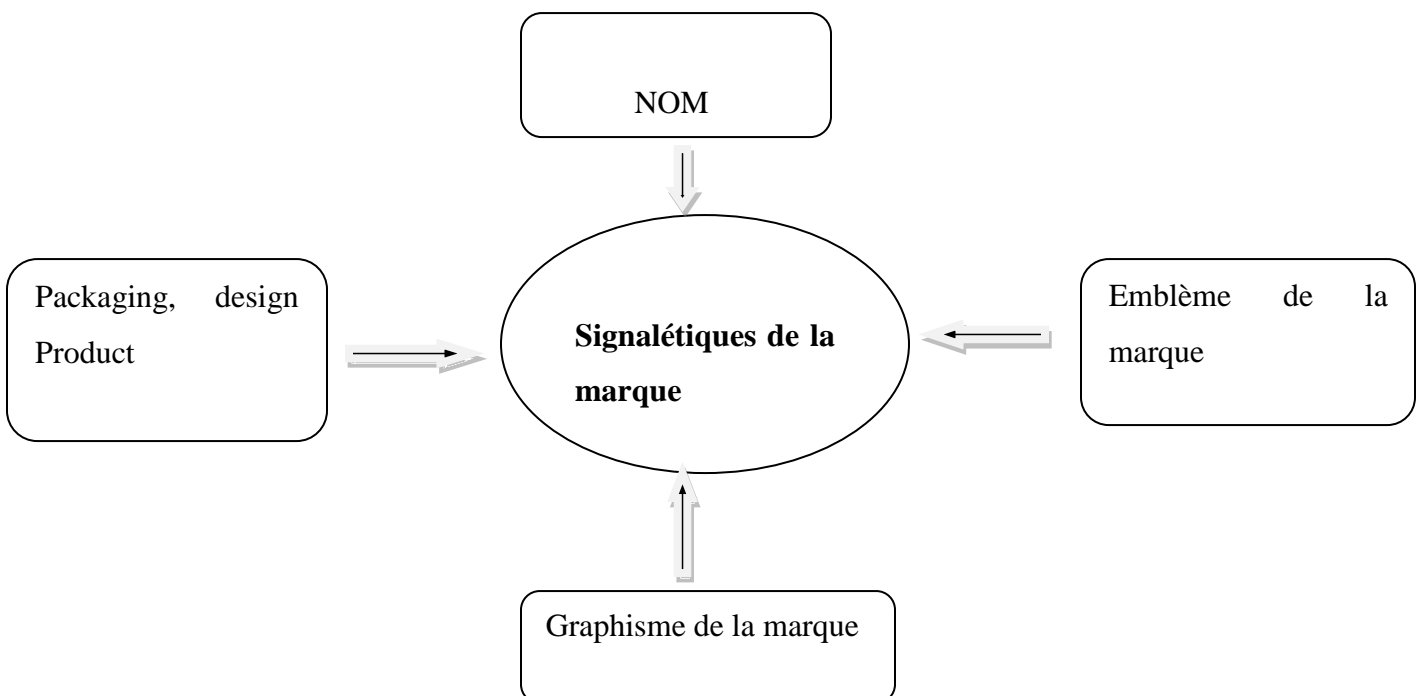 NOM
Packaging, design
Product
Signalétiques de la
marque
Emblème de la
marque
Graphisme de la marque